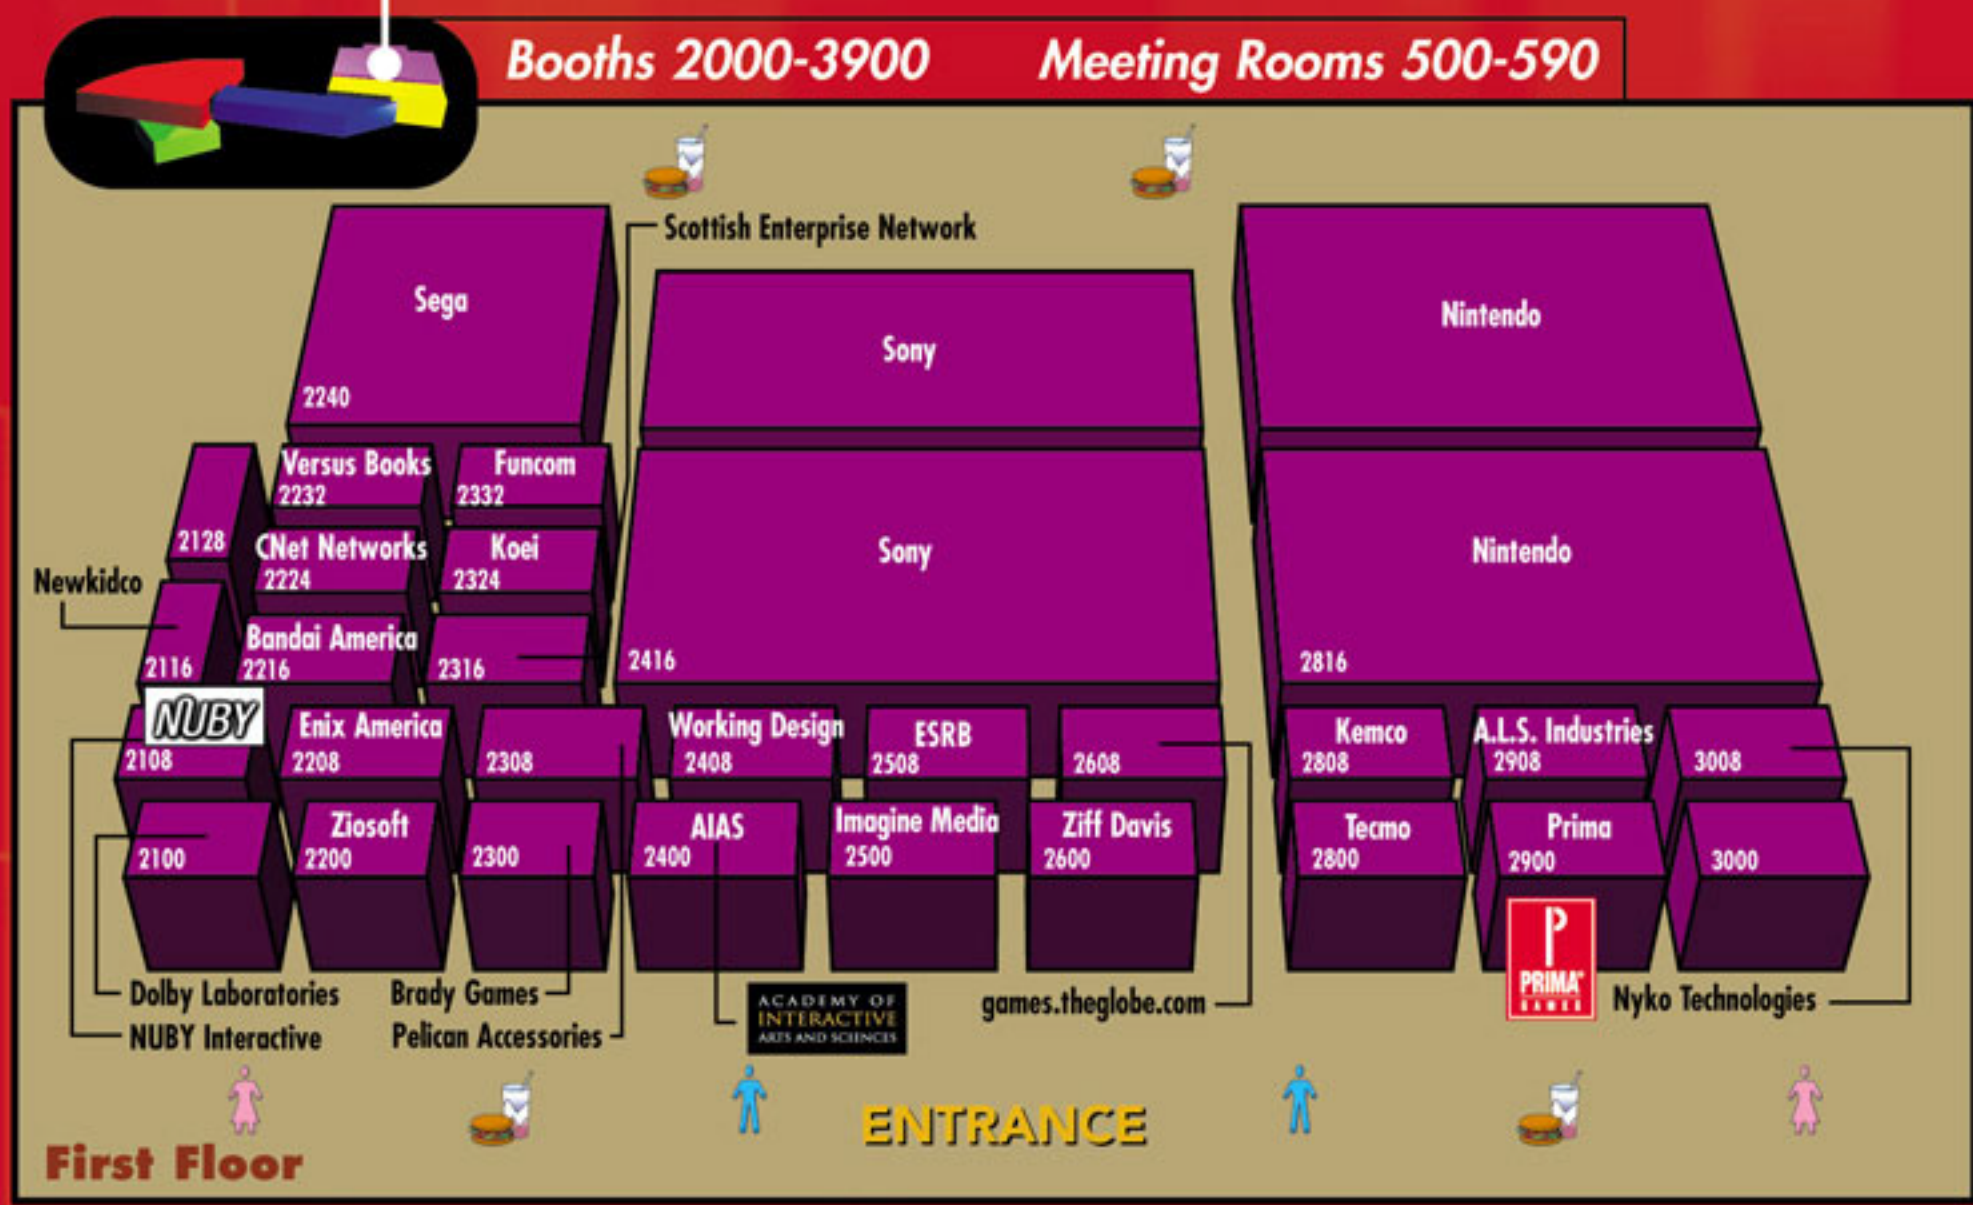 Booths 2000-3900 Meeting Rooms 500-590
Scottish Enterprise Network
Sega
2240
Sony
Nintendo
Versus Books
2232
Funcom
2332
2128
CNet Networks
2224
Koei
2324
Sony
2416
Nintendo
2816
Newkidco
2116
Bandai America
2216
2316
NUBY
2108
Enix America
2208
2308
Working Design
2408
ESRB
2508
2608
Kemco
2808
A.L.S. Industries
2908
3008
2100
Ziosoft
2200
2300
AIAS
2400
Imagine Media
2500
Ziff Davis
2600
Tecmo
2800
Prima
2900
3000
Dolby Laboratories
NUBY Interactive
Brady Games
Pelican Accessories
ACADEMY OF
INTERACTIVE
ARTS AND SCIENCES
games.theglobe.com
P
PRIMA
GAMES
Nyko Technologies
ENTRANCE
First Floor